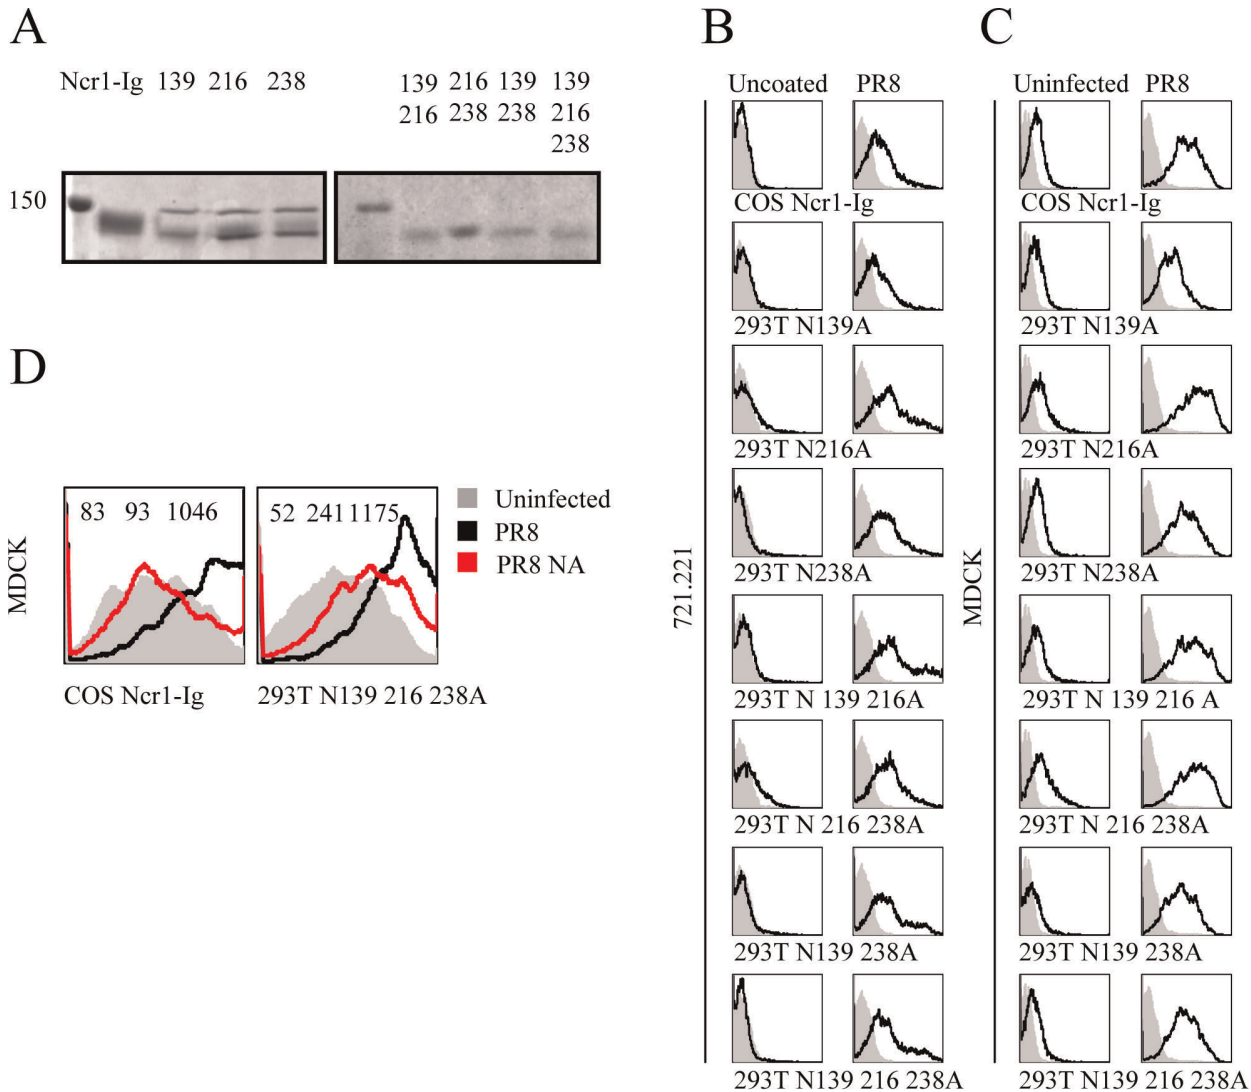 A
Ncr1-Ig 139 216 238
139 216 139 139
216 238 238 216
238
150
B
Uncoated PR8
721.221
COS Ncr1-Ig
293T N139A
293T N216A
293T N238A
293T N 139 216A
293T N 216 238A
293T N139 238A
293T N139 216 238A
C
Uninfected PR8
MDCK
COS Ncr1-Ig
293T N139A
293T N216A
293T N238A
293T N 139 216 A
293T N 216 238A
293T N139 238A
293T N139 216 238A
D
MDCK
83 93 1046
COS Ncr1-Ig
52 241 1175
293T N139 216 238A
Uninfected
PR8
PR8 NA